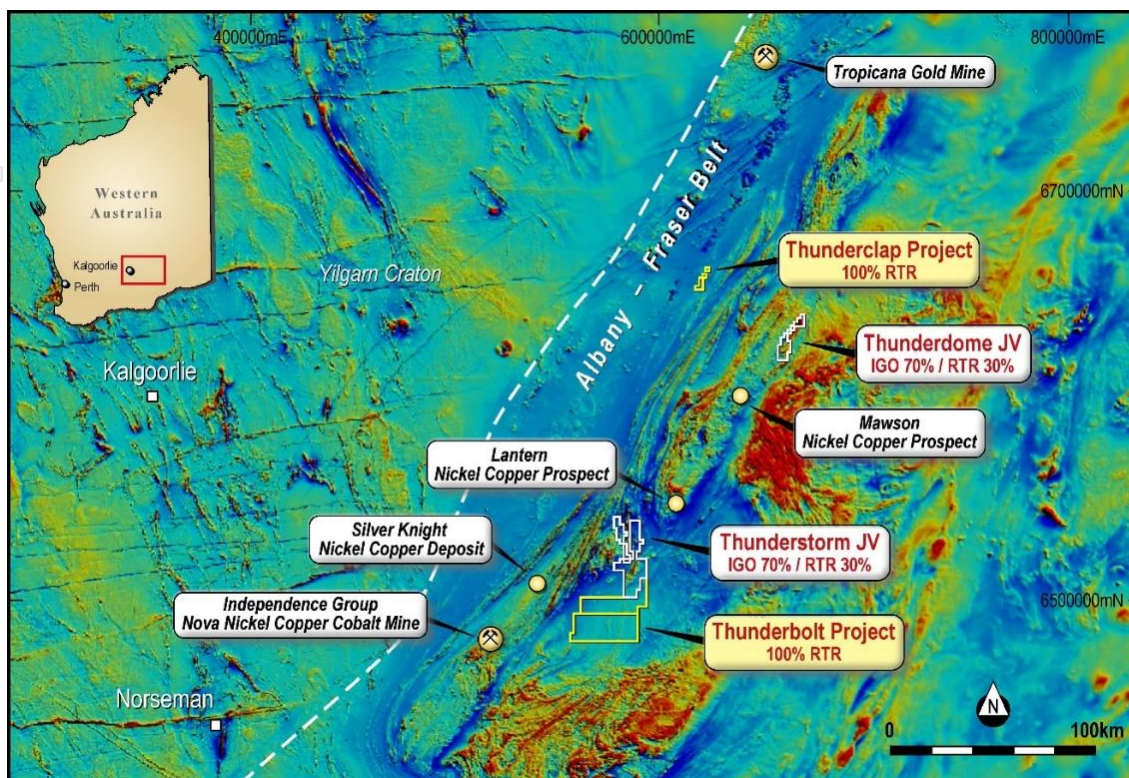 400000mE
600000mE
800000mE
Tropicana Gold Mine
Western
Australia
Kalgoorlie
Perth
Albany - Fraser Belt
6700000mN
Yilgarn Craton
Thunderclap Project
100% RTR
Thunderdome JV
IGO 70% / RTR 30%
Kalgoorlie
Mawson
Nickel Copper Prospect
Lantern
Nickel Copper Prospect
Silver Knight
Nickel Copper Deposit
Thunderstorm JV
IGO 70% / RTR 30%
Independence Group
Nova Nickel Copper Cobalt Mine
6500000mN
Thunderbolt Project
100% RTR
Norseman
N
0
100km